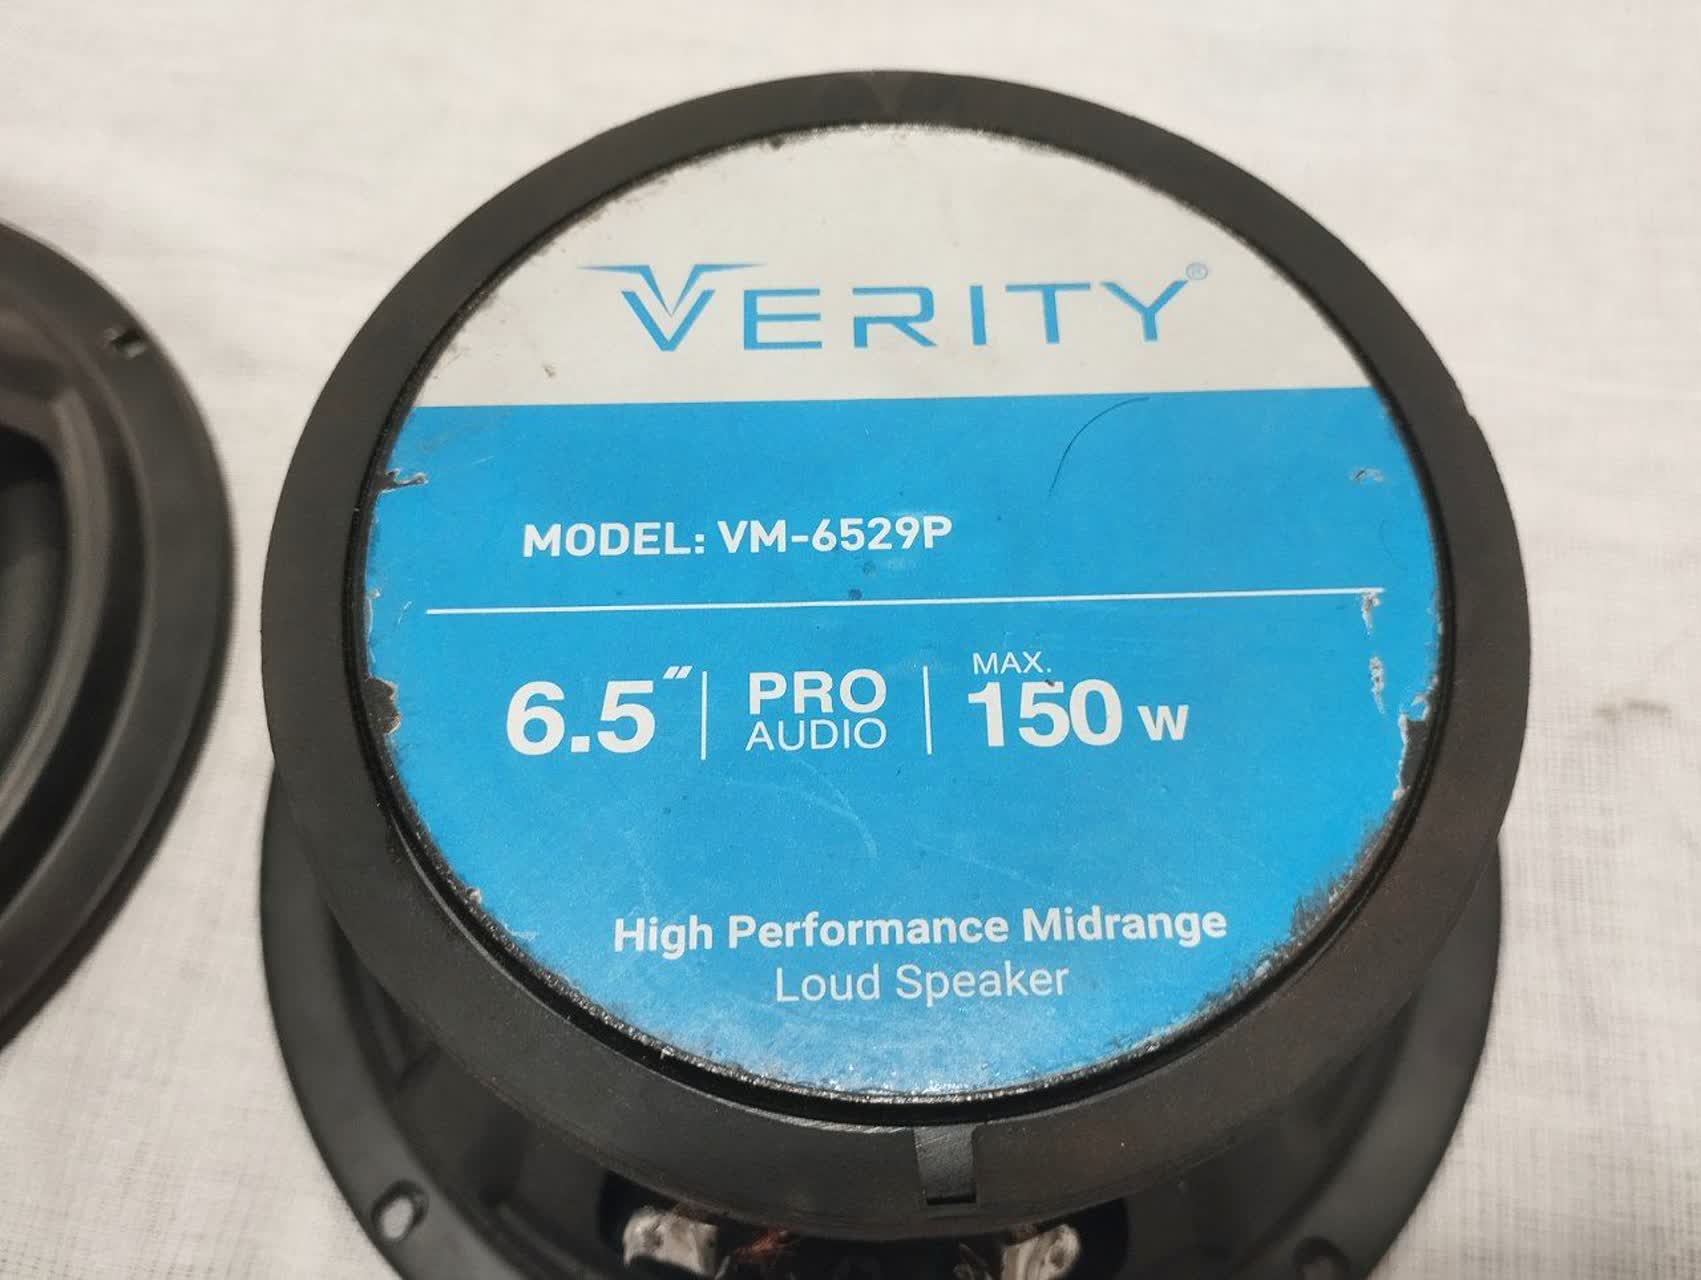 VERITY®
MODEL: VM-6529P
6.5″ | PRO AUDIO | MAX. 150 W
High Performance Midrange
Loud Speaker